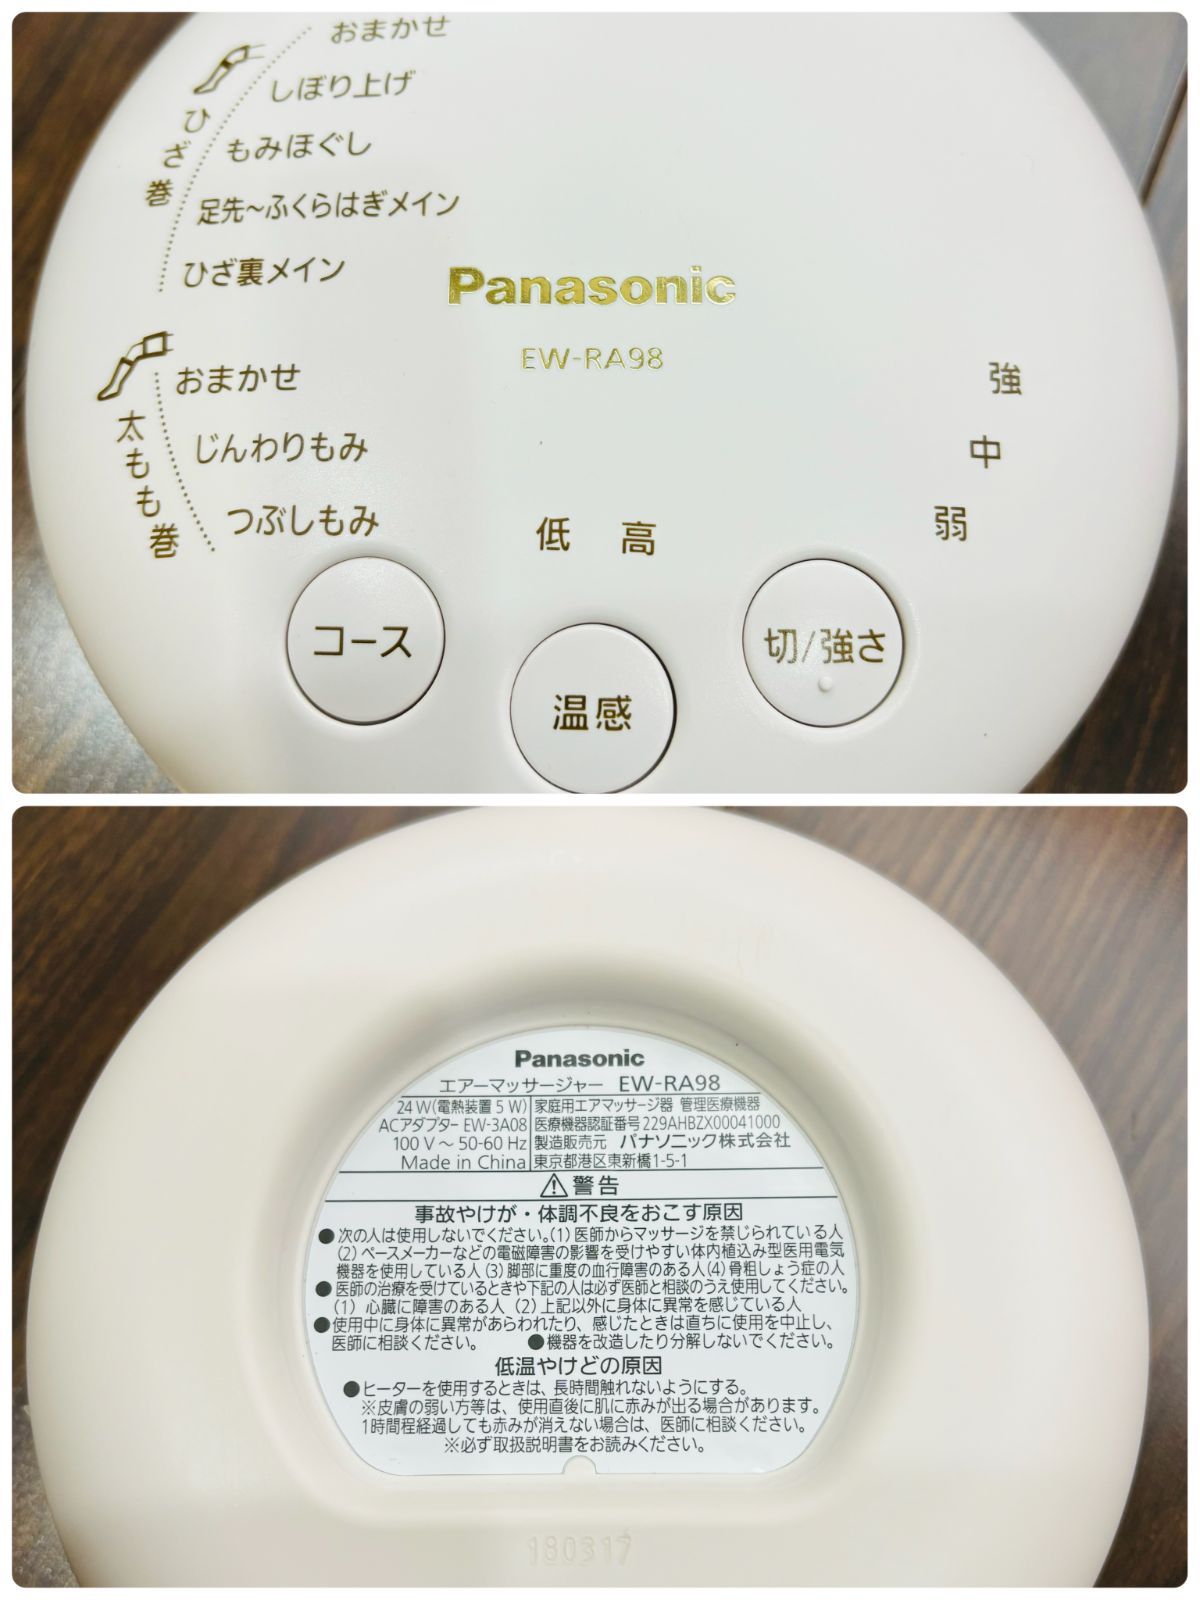 おまかせ
しぼり上げ
もみほぐし
足先~ふくらはぎメイン
ひざ裏メイン
ひざ巻
Panasonic
EW-RA98
おまかせ
じんわりもみ
つぶしもみ
太もも巻
強
中
弱
低 高
コース
温感
切/強さ
Panasonic
エアーマッサージャー EW-RA98
24 W(電熱装置 5 W)
ACアダプター EW-3A08
100 V ~ 50-60 Hz
Made in China
家庭用エアマッサージ器 管理医療機器
医療機器認証番号 229AHBZX00041000
製造販売元 パナソニック株式会社
東京都港区東新橋1-5-1
⚠警告
事故やけが・体調不良をおこす原因
●次の人は使用しないでください。(1) 医師からマッサージを禁じられている人
(2) ペースメーカーなどの電磁障害の影響を受けやすい体内植込み型医用電気
機器を使用している人 (3) 脚部に重度の血行障害のある人 (4) 骨粗しょう症の人
●医師の治療を受けているときや下記の人は必ず医師と相談のうえ使用してください。
(1) 心臓に障害のある人 (2) 上記以外に身体に異常を感じている人
●使用中に身体に異常があらわれたり、感じたときは直ちに使用を中止し、
医師に相談ください。 ●機器を改造したり分解しないでください。
低温やけどの原因
●ヒーターを使用するときは、長時間触れないようにする。
※皮膚の弱い方等は、使用直後に肌に赤みが出る場合があります。
1時間程経過しても赤みが消えない場合は、医師に相談ください。
※必ず取扱説明書をお読みください。
180317